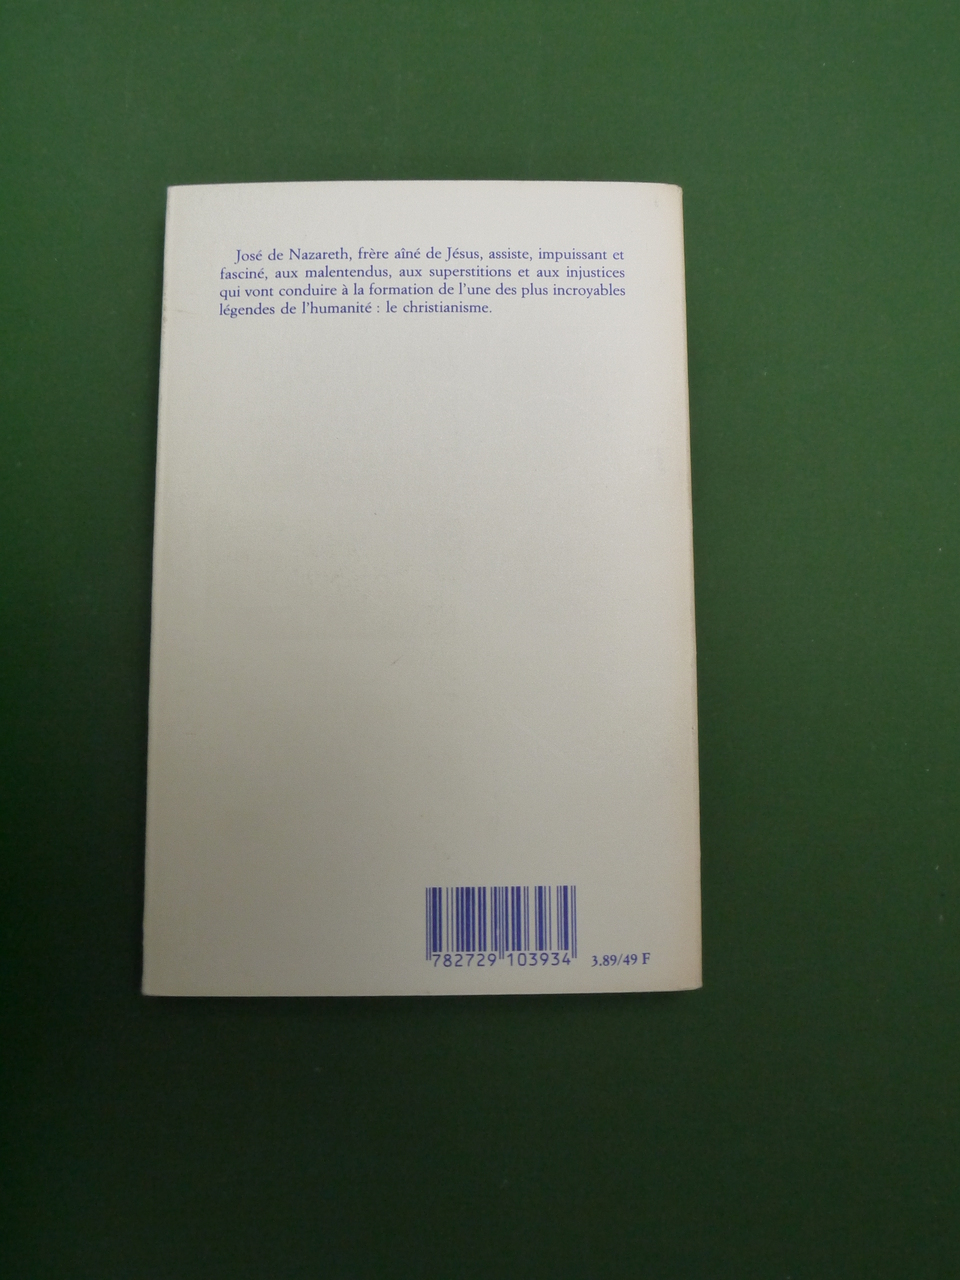 José de Nazareth, frère aîné de Jésus, assiste, impuissant et
fasciné, aux malentendus, aux superstitions et aux injustices
qui vont conduire à la formation de l'une des plus incroyables
légendes de l'humanité : le christianisme.
782729 103934 3.89/49 F